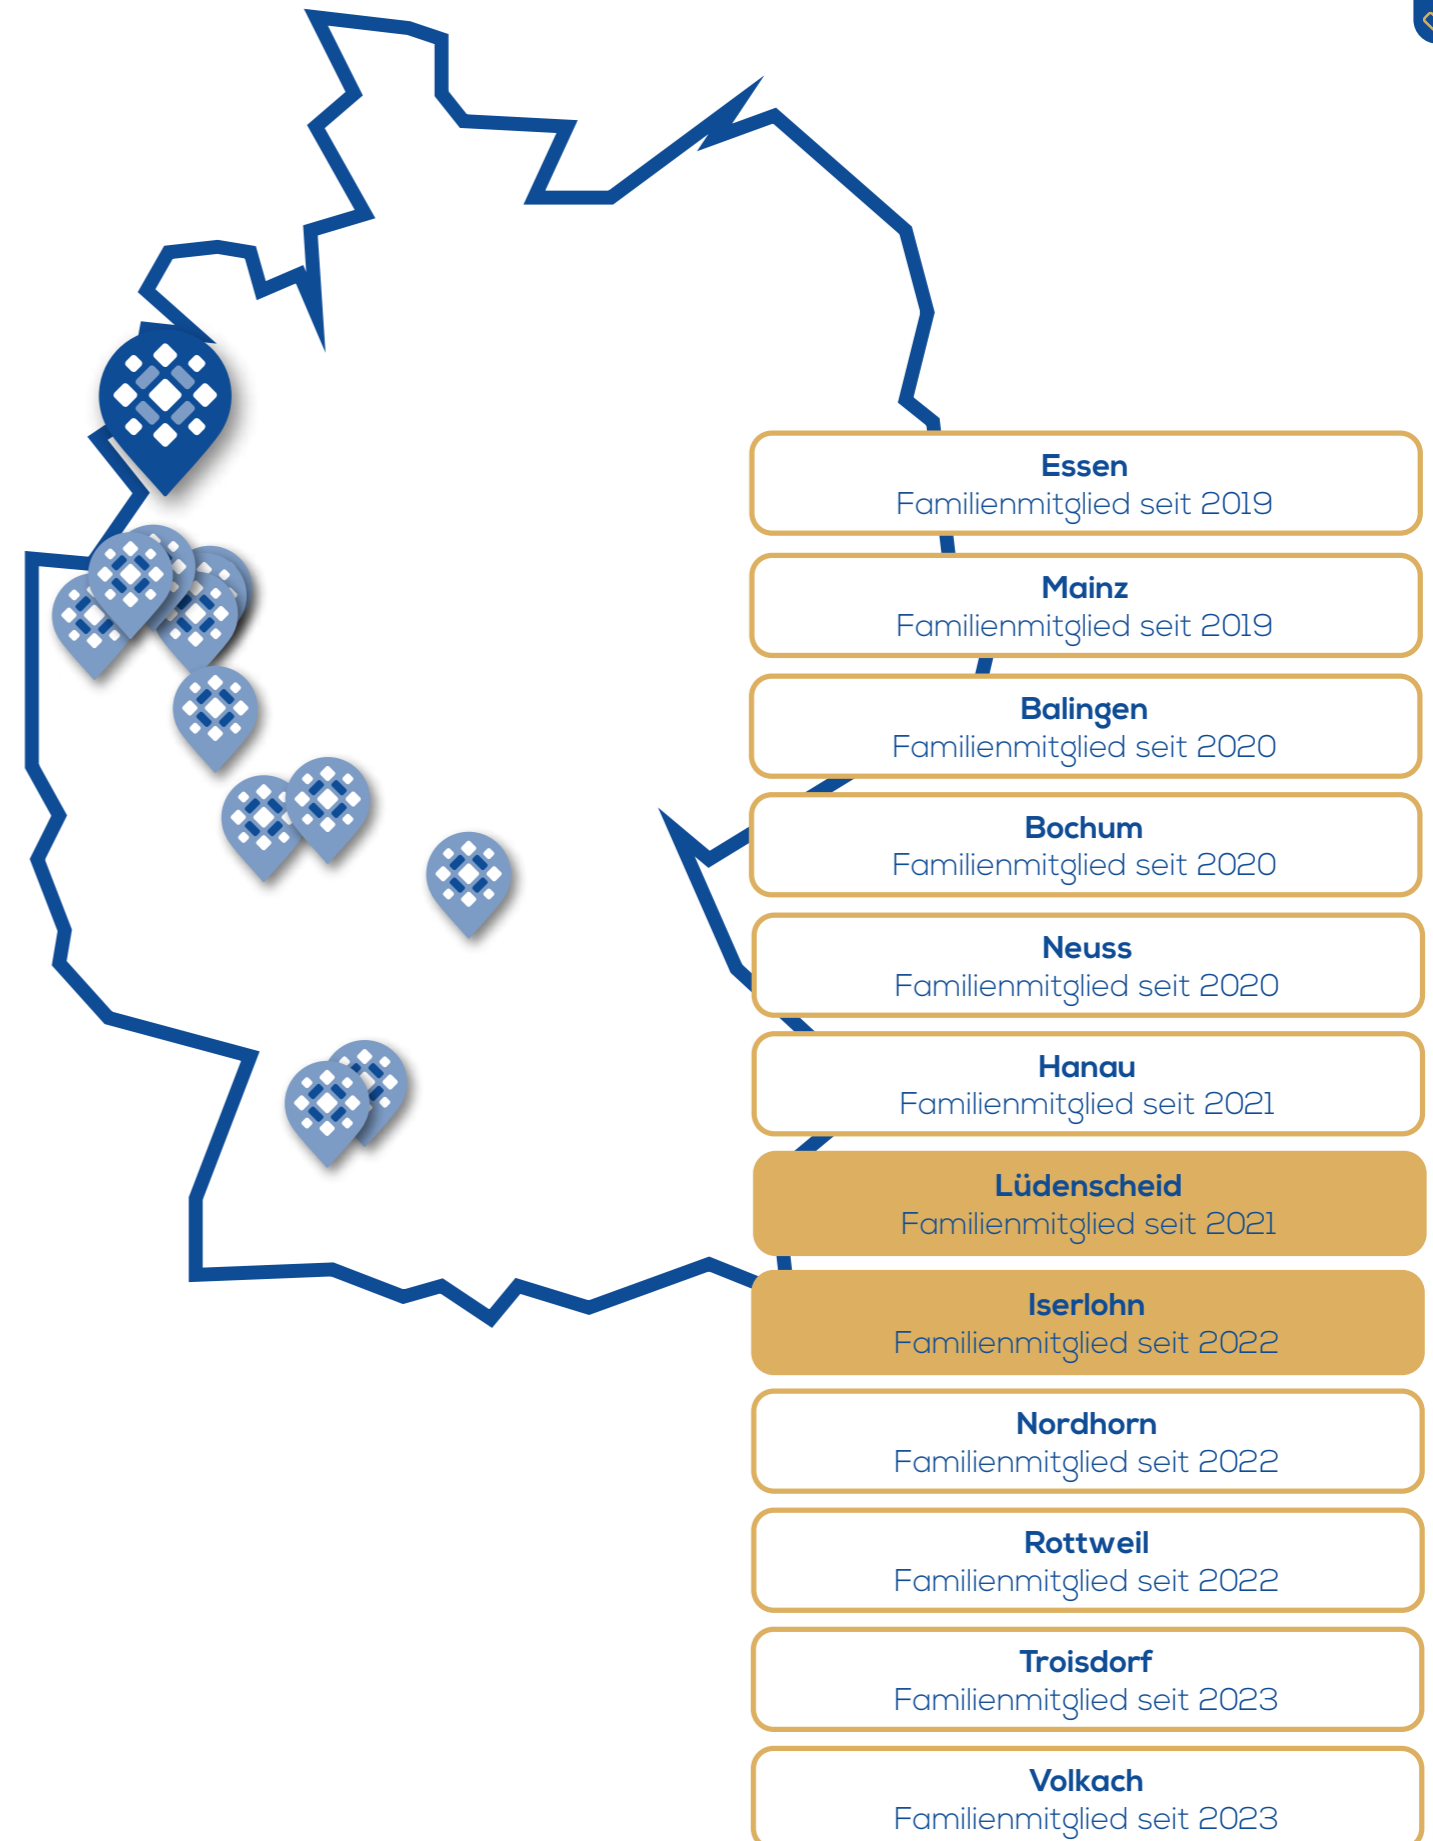 Essen
Familienmitglied seit 2019
Mainz
Familienmitglied seit 2019
Balingen
Familienmitglied seit 2020
Bochum
Familienmitglied seit 2020
Neuss
Familienmitglied seit 2020
Hanau
Familienmitglied seit 2021
Lüdenscheid
Familienmitglied seit 2021
Iserlohn
Familienmitglied seit 2022
Nordhorn
Familienmitglied seit 2022
Rottweil
Familienmitglied seit 2022
Troisdorf
Familienmitglied seit 2023
Volkach
Familienmitglied seit 2023